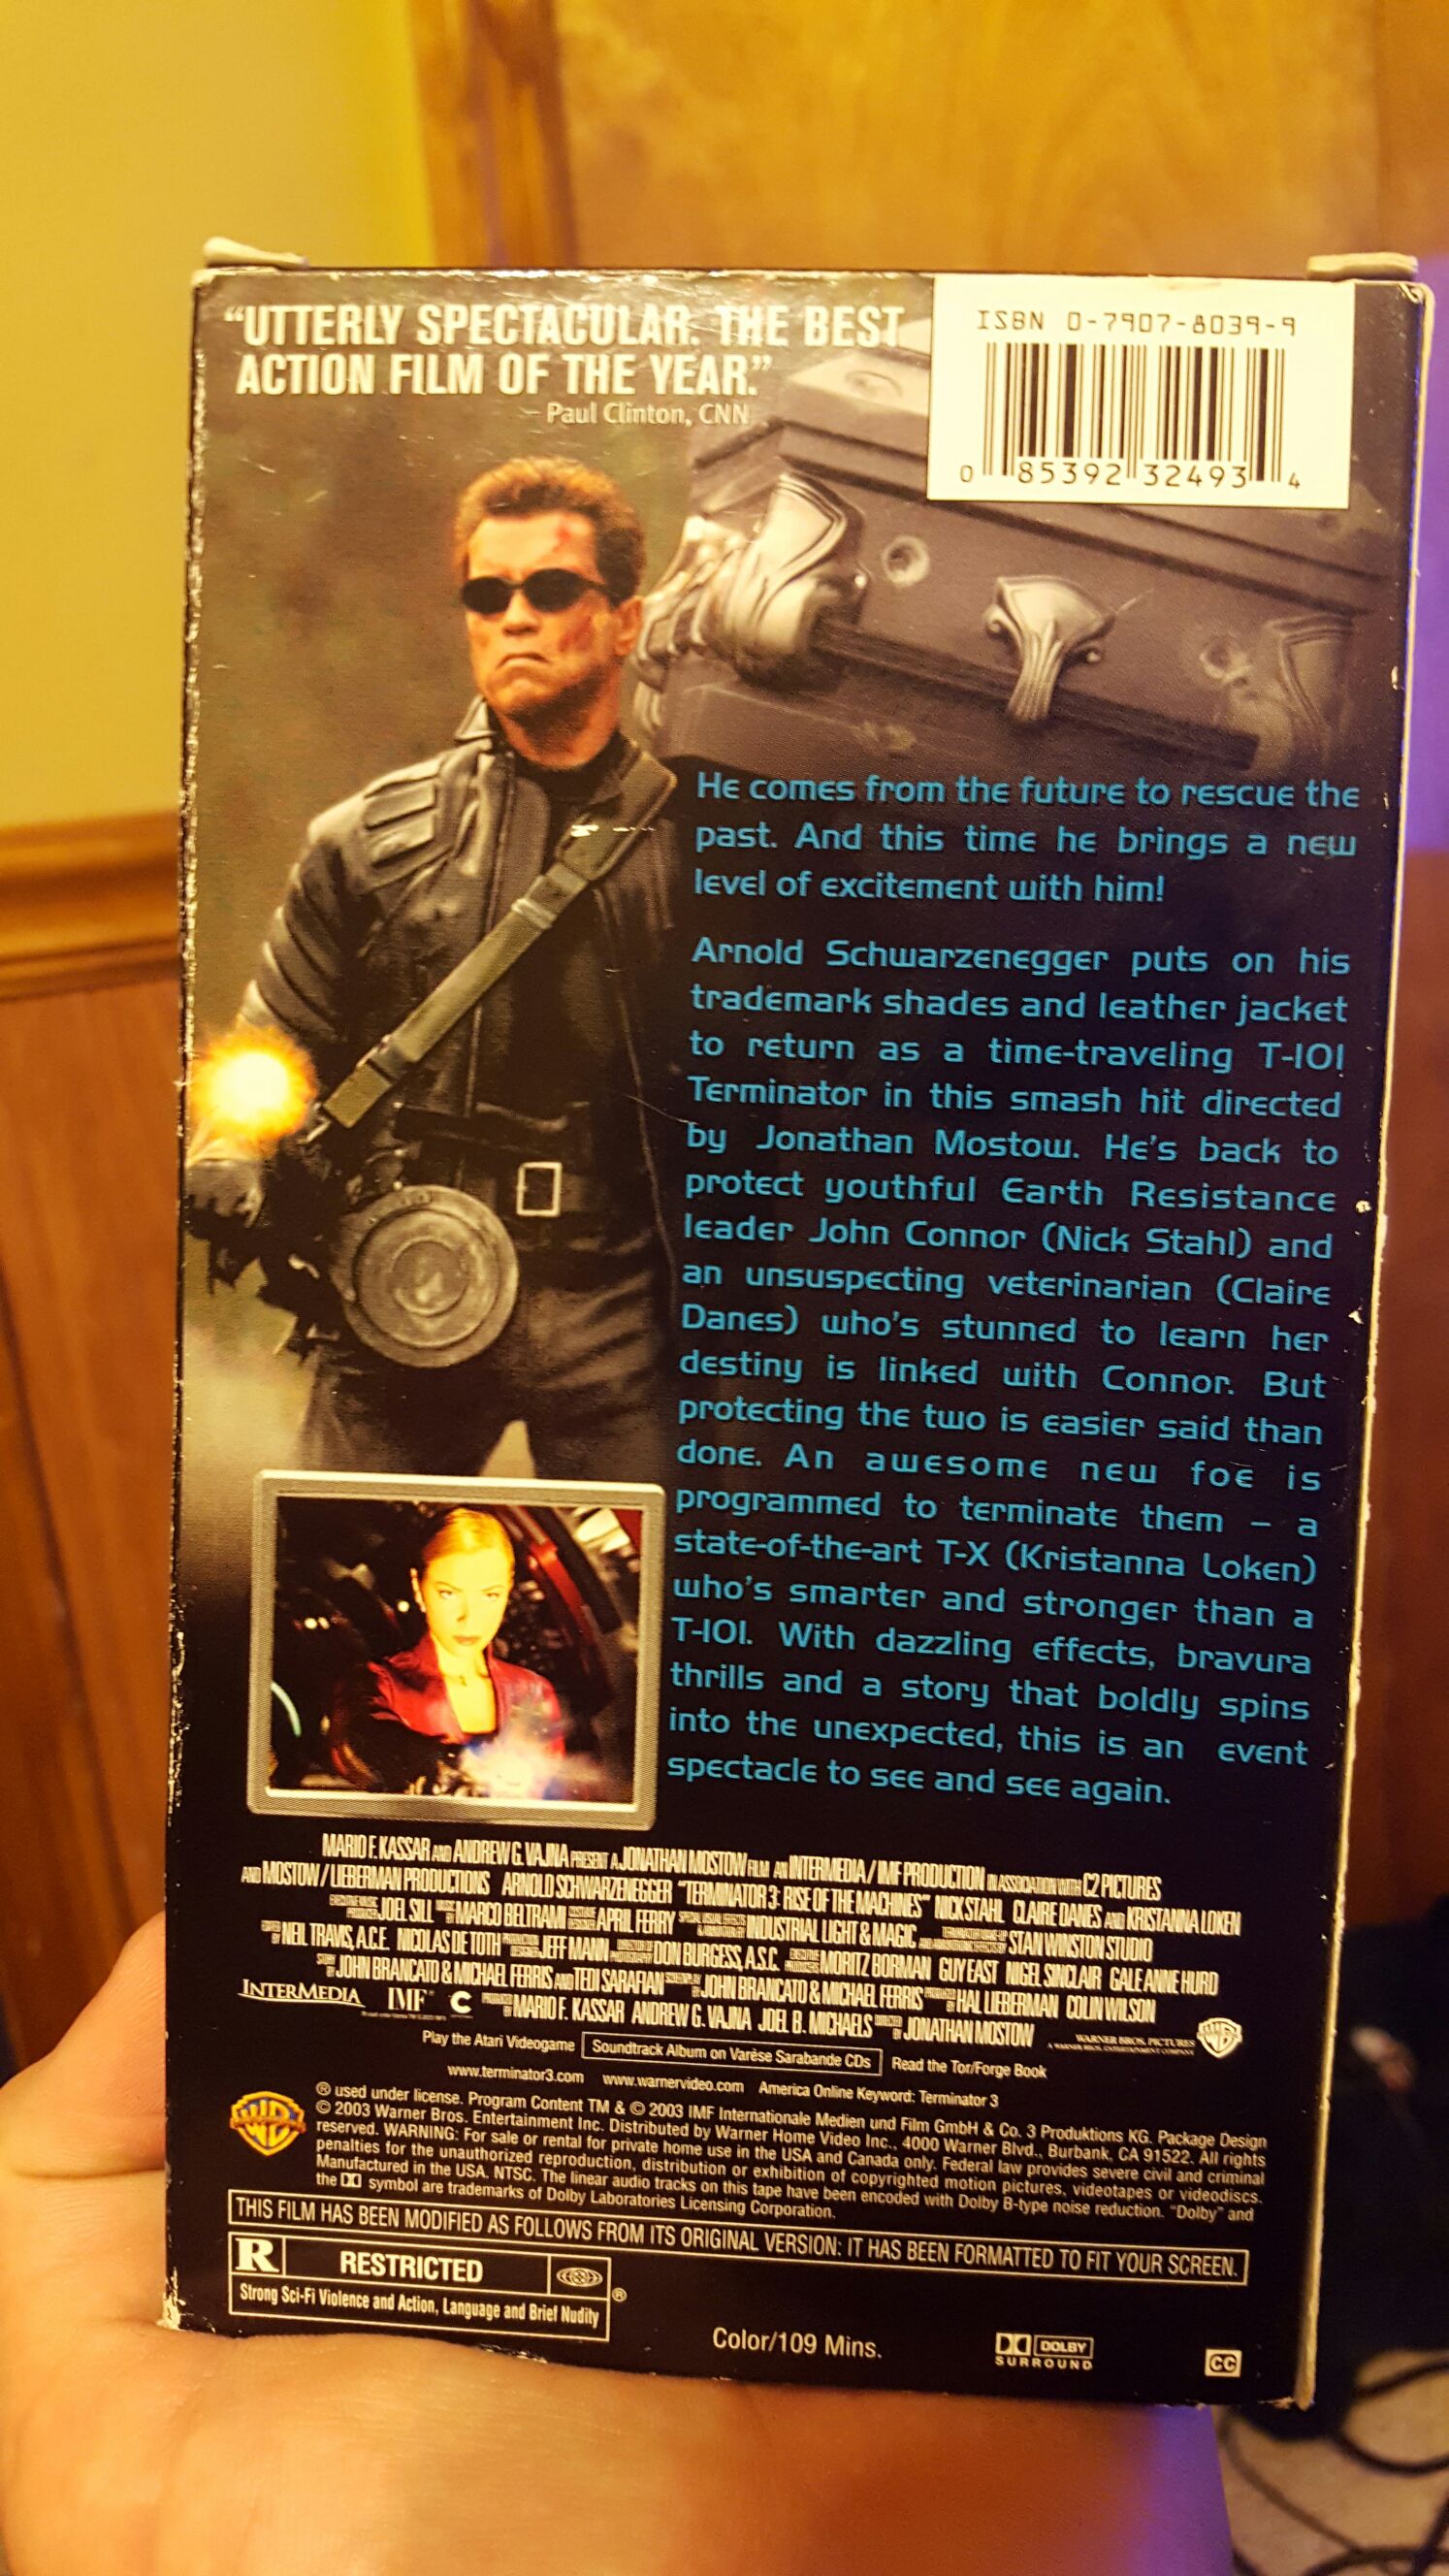 “UTTERLY SPECTACULAR. THE BEST
ACTION FILM OF THE YEAR.”
– Paul Clinton, CNN
ISBN 0-7907-8039-9
0 85392 32493 4
He comes from the future to rescue the
past. And this time he brings a new
level of excitement with him!
Arnold Schwarzenegger puts on his
trademark shades and leather jacket
to return as a time-traveling T-101
Terminator in this smash hit directed
by Jonathan Mostow. He's back to
protect youthful Earth Resistance
leader John Connor (Nick Stahl) and
an unsuspecting veterinarian (Claire
Danes) who's stunned to learn her
destiny is linked with Connor. But
protecting the two is easier said than
done. An awesome new foe is
programmed to terminate them – a
state-of-the-art T-X (Kristanna Loken)
who's smarter and stronger than a
T-101. With dazzling effects, bravura
thrills and a story that boldly spins
into the unexpected, this is an event
spectacle to see and see again.
MARIO F. KASSAR AND ANDREW G. VAJNA PRESENT A JONATHAN MOSTOW FILM AN INTERMEDIA / IMF PRODUCTION IN ASSOCIATION WITH C2 PICTURES
AND MOSTOW / LIEBERMAN PRODUCTIONS ARNOLD SCHWARZENEGGER “TERMINATOR 3: RISE OF THE MACHINES” NICK STAHL CLAIRE DANES AND KRISTANNA LOKEN
JOEL SILL MARCO BELTRAMI APRIL FERRY INDUSTRIAL LIGHT & MAGIC STAN WINSTON STUDIO
NEIL TRAVIS, A.C.E. NICOLAS DE TOTH JEFF MANN DON BURGESS, A.S.C. MORITZ BORMAN GUY EAST NIGEL SINCLAIR GALE ANNE HURD
STORY BY JOHN BRANCATO & MICHAEL FERRIS AND TEDI SARAFIAN SCREENPLAY BY JOHN BRANCATO & MICHAEL FERRIS PRODUCED BY HAL LIEBERMAN COLIN WILSON
INTERMEDIA IMF C PRODUCED BY MARIO F. KASSAR ANDREW G. VAJNA JOEL B. MICHAELS DIRECTED BY JONATHAN MOSTOW WARNER BROS. PICTURES
A WARNER BROS. ENTERTAINMENT COMPANY
Play the Atari Videogame Soundtrack Album on Varèse Sarabande CDs Read the Tor/Forge Book
www.terminator3.com www.warnervideo.com America Online Keyword: Terminator 3
® used under license. Program Content TM & © 2003 IMF Internationale Medien und Film GmbH & Co. 3 Produktions KG. Package Design
© 2003 Warner Bros. Entertainment Inc. Distributed by Warner Home Video Inc., 4000 Warner Blvd., Burbank, CA 91522. All rights
reserved. WARNING: For sale or rental for private home use in the USA and Canada only. Federal law provides severe civil and criminal
penalties for the unauthorized reproduction, distribution or exhibition of copyrighted motion pictures, videotapes or videodiscs.
Manufactured in the USA. NTSC. The linear audio tracks on this tape have been encoded with Dolby B-type noise reduction. “Dolby” and
the symbol are trademarks of Dolby Laboratories Licensing Corporation.
THIS FILM HAS BEEN MODIFIED AS FOLLOWS FROM ITS ORIGINAL VERSION: IT HAS BEEN FORMATTED TO FIT YOUR SCREEN.
R RESTRICTED ®
Strong Sci-Fi Violence and Action, Language and Brief Nudity
Color/109 Mins.
DOLBY
SURROUND
CC